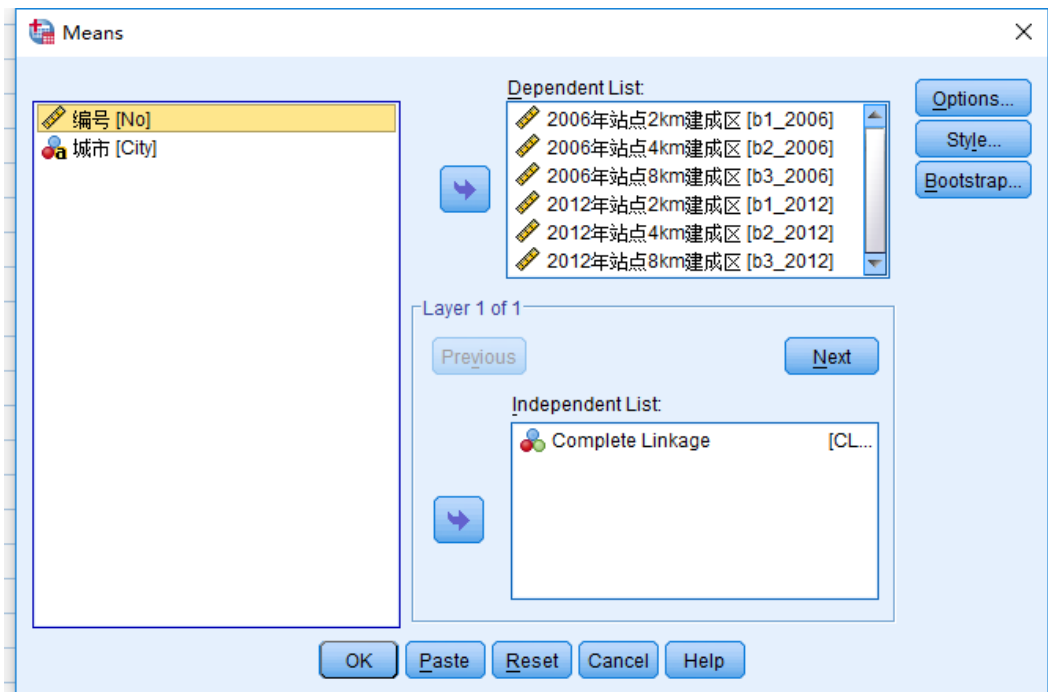 Means
编号 [No]
城市 [City]
Dependent List:
2006年站点2km建成区 [b1_2006]
2006年站点4km建成区 [b2_2006]
2006年站点8km建成区 [b3_2006]
2012年站点2km建成区 [b1_2012]
2012年站点4km建成区 [b2_2012]
2012年站点8km建成区 [b3_2012]
Options...
Style...
Bootstrap...
Layer 1 of 1
Previous
Next
Independent List:
Complete Linkage [CL...
OK
Paste
Reset
Cancel
Help